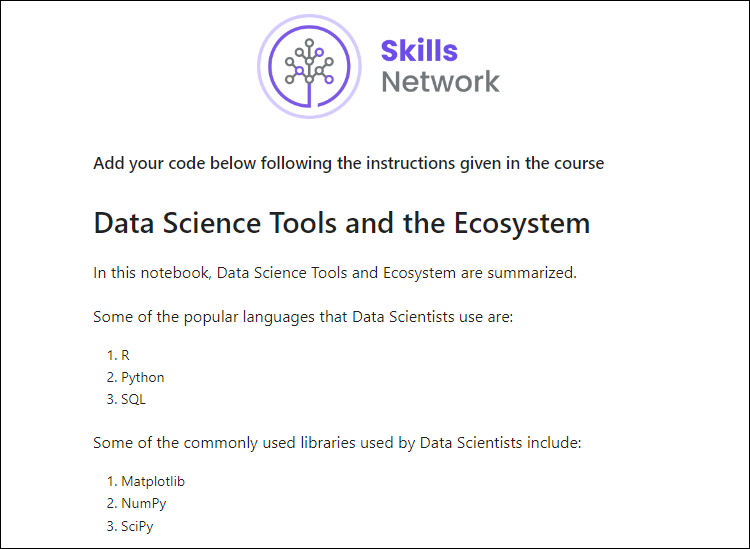 Skills
Network
Add your code below following the instructions given in the course
Data Science Tools and the Ecosystem
In this notebook, Data Science Tools and Ecosystem are summarized.
Some of the popular languages that Data Scientists use are:
1. R
2. Python
3. SQL
Some of the commonly used libraries used by Data Scientists include:
1. Matplotlib
2. NumPy
3. SciPy